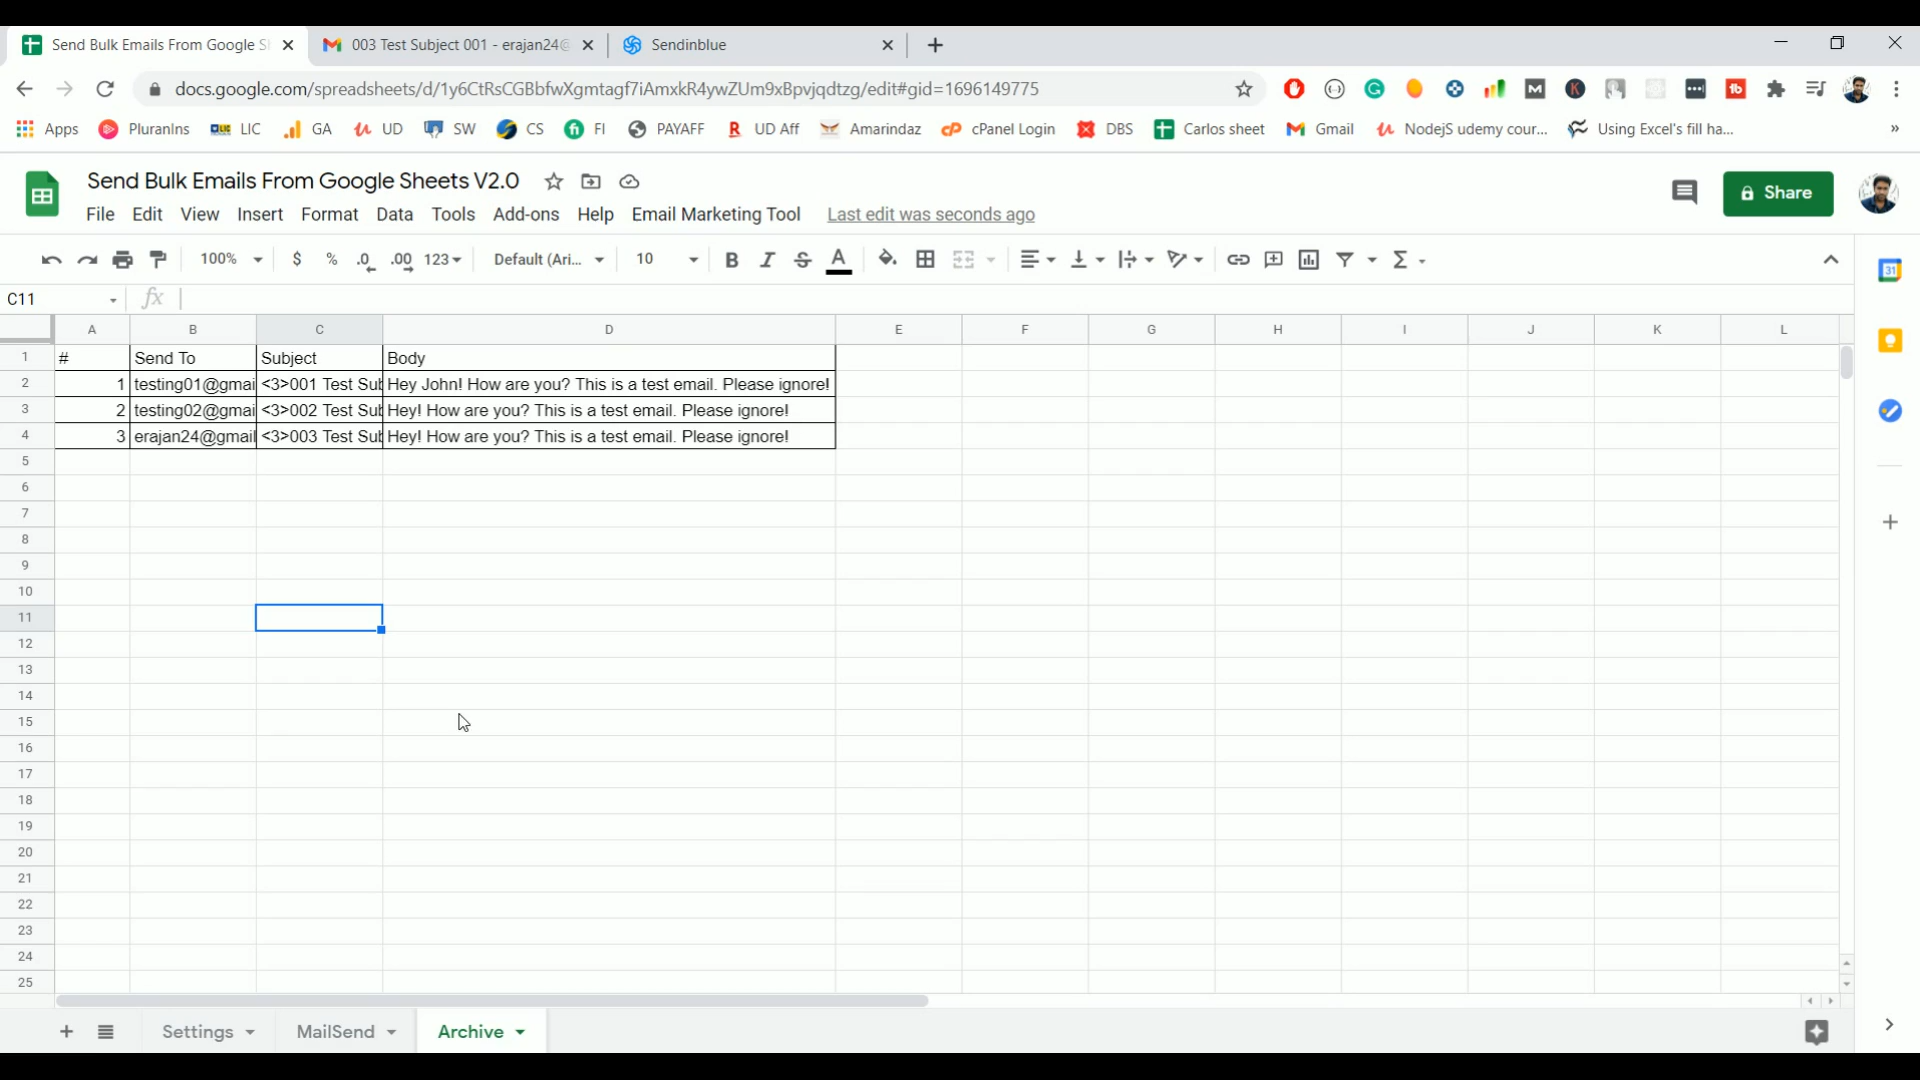 Send Bulk Emails From Google S
003 Test Subject 001 - erajan24@
Sendinblue
docs.google.com/spreadsheets/d/1y6CtRsCGBbfwXgmtagf7iAmxkR4ywZUm9xBpvjqdtzg/edit#gid=1696149775
Apps PluranIns LIC GA UD SW CS FI PAYAFF UD Aff Amarindaz cPanel Login DBS Carlos sheet Gmail NodejS udemy cour... Using Excel's fill ha... »
Send Bulk Emails From Google Sheets V2.0
Share
File Edit View Insert Format Data Tools Add-ons Help Email Marketing Tool Last edit was seconds ago
100% $ % .0 .00 123 Default (Ari... 10 B I S A
C11 fx
A B C D E F G H I J K L
1 # Send To Subject Body
2 1 testing01@gmai <3>001 Test Sub Hey John! How are you? This is a test email. Please ignore!
3 2 testing02@gmai <3>002 Test Sub Hey! How are you? This is a test email. Please ignore!
4 3 erajan24@gmail <3>003 Test Sub Hey! How are you? This is a test email. Please ignore!
5
6
7
8
9
10
11
12
13
14
15
16
17
18
19
20
21
22
23
24
25
Settings MailSend Archive